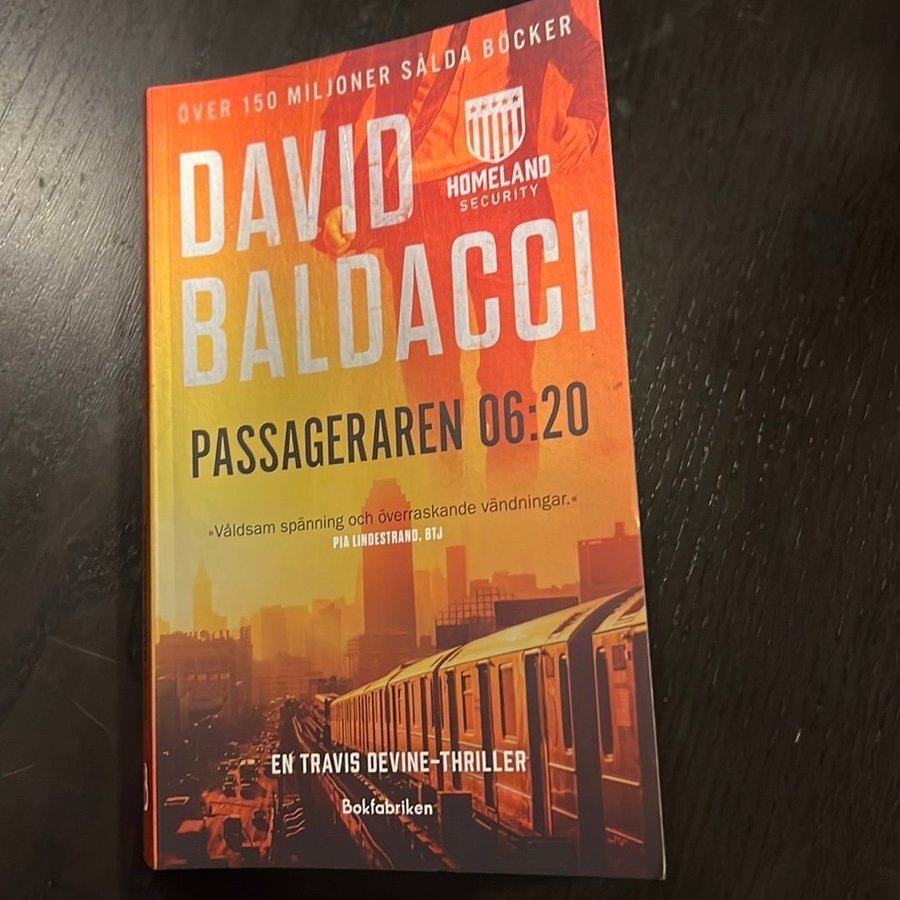 ÖVER 150 MILJONER SÅLDA BÖCKER
DAVID
HOMELAND
SECURITY
BALDACCI
PASSAGERAREN 06:20
»Våldsam spänning och överraskande vändningar.«
PIA LINDESTRAND, BTJ
EN TRAVIS DEVINE-THRILLER
Bokfabriken